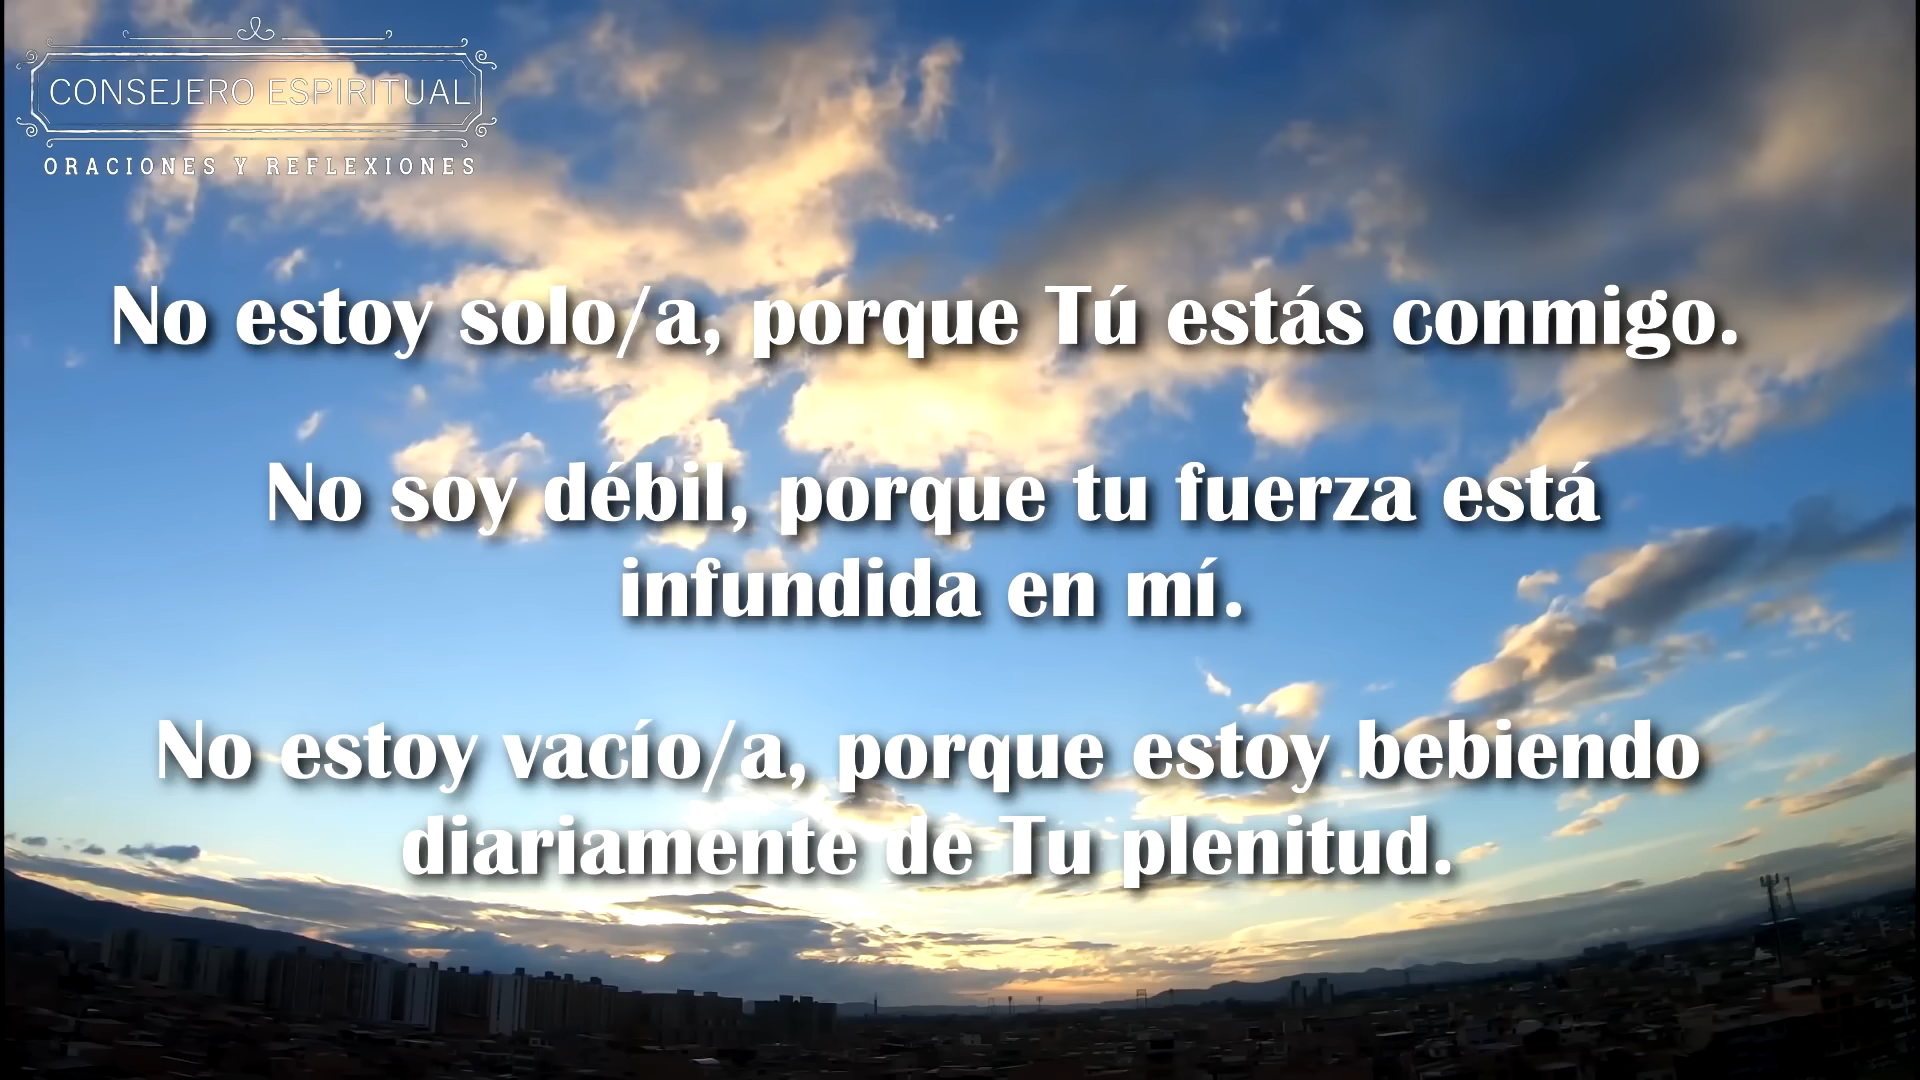 CONSEJERO ESPIRITUAL
ORACIONES Y REFLEXIONES
No estoy solo/a, porque Tú estás conmigo.
No soy débil, porque tu fuerza está
infundida en mí.
No estoy vacío/a, porque estoy bebiendo
diariamente de Tu plenitud.